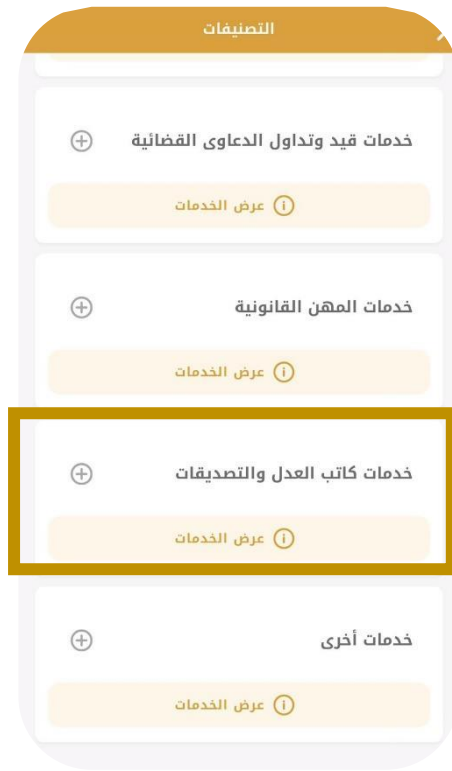 التصنيفات
خدمات قيد وتداول الدعاوى القضائية
عرض الخدمات
خدمات المهن القانونية
عرض الخدمات
خدمات كاتب العدل والتصديقات
عرض الخدمات
خدمات أخرى
عرض الخدمات